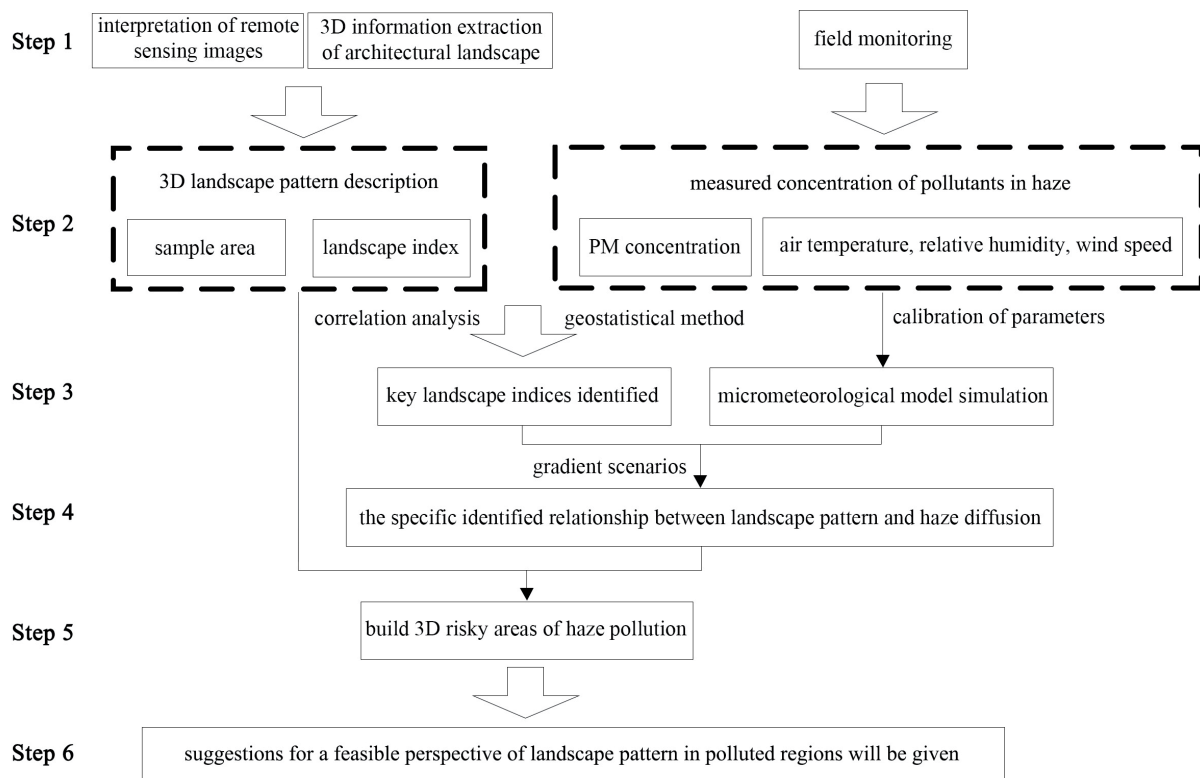 Step 1
interpretation of remote
sensing images
3D information extraction
of architectural landscape
field monitoring
Step 2
3D landscape pattern description
sample area
landscape index
measured concentration of pollutants in haze
PM concentration
air temperature, relative humidity, wind speed
correlation analysis
geostatistical method
calibration of parameters
Step 3
key landscape indices identified
micrometeorological model simulation
gradient scenarios
Step 4
the specific identified relationship between landscape pattern and haze diffusion
Step 5
build 3D risky areas of haze pollution
Step 6
suggestions for a feasible perspective of landscape pattern in polluted regions will be given